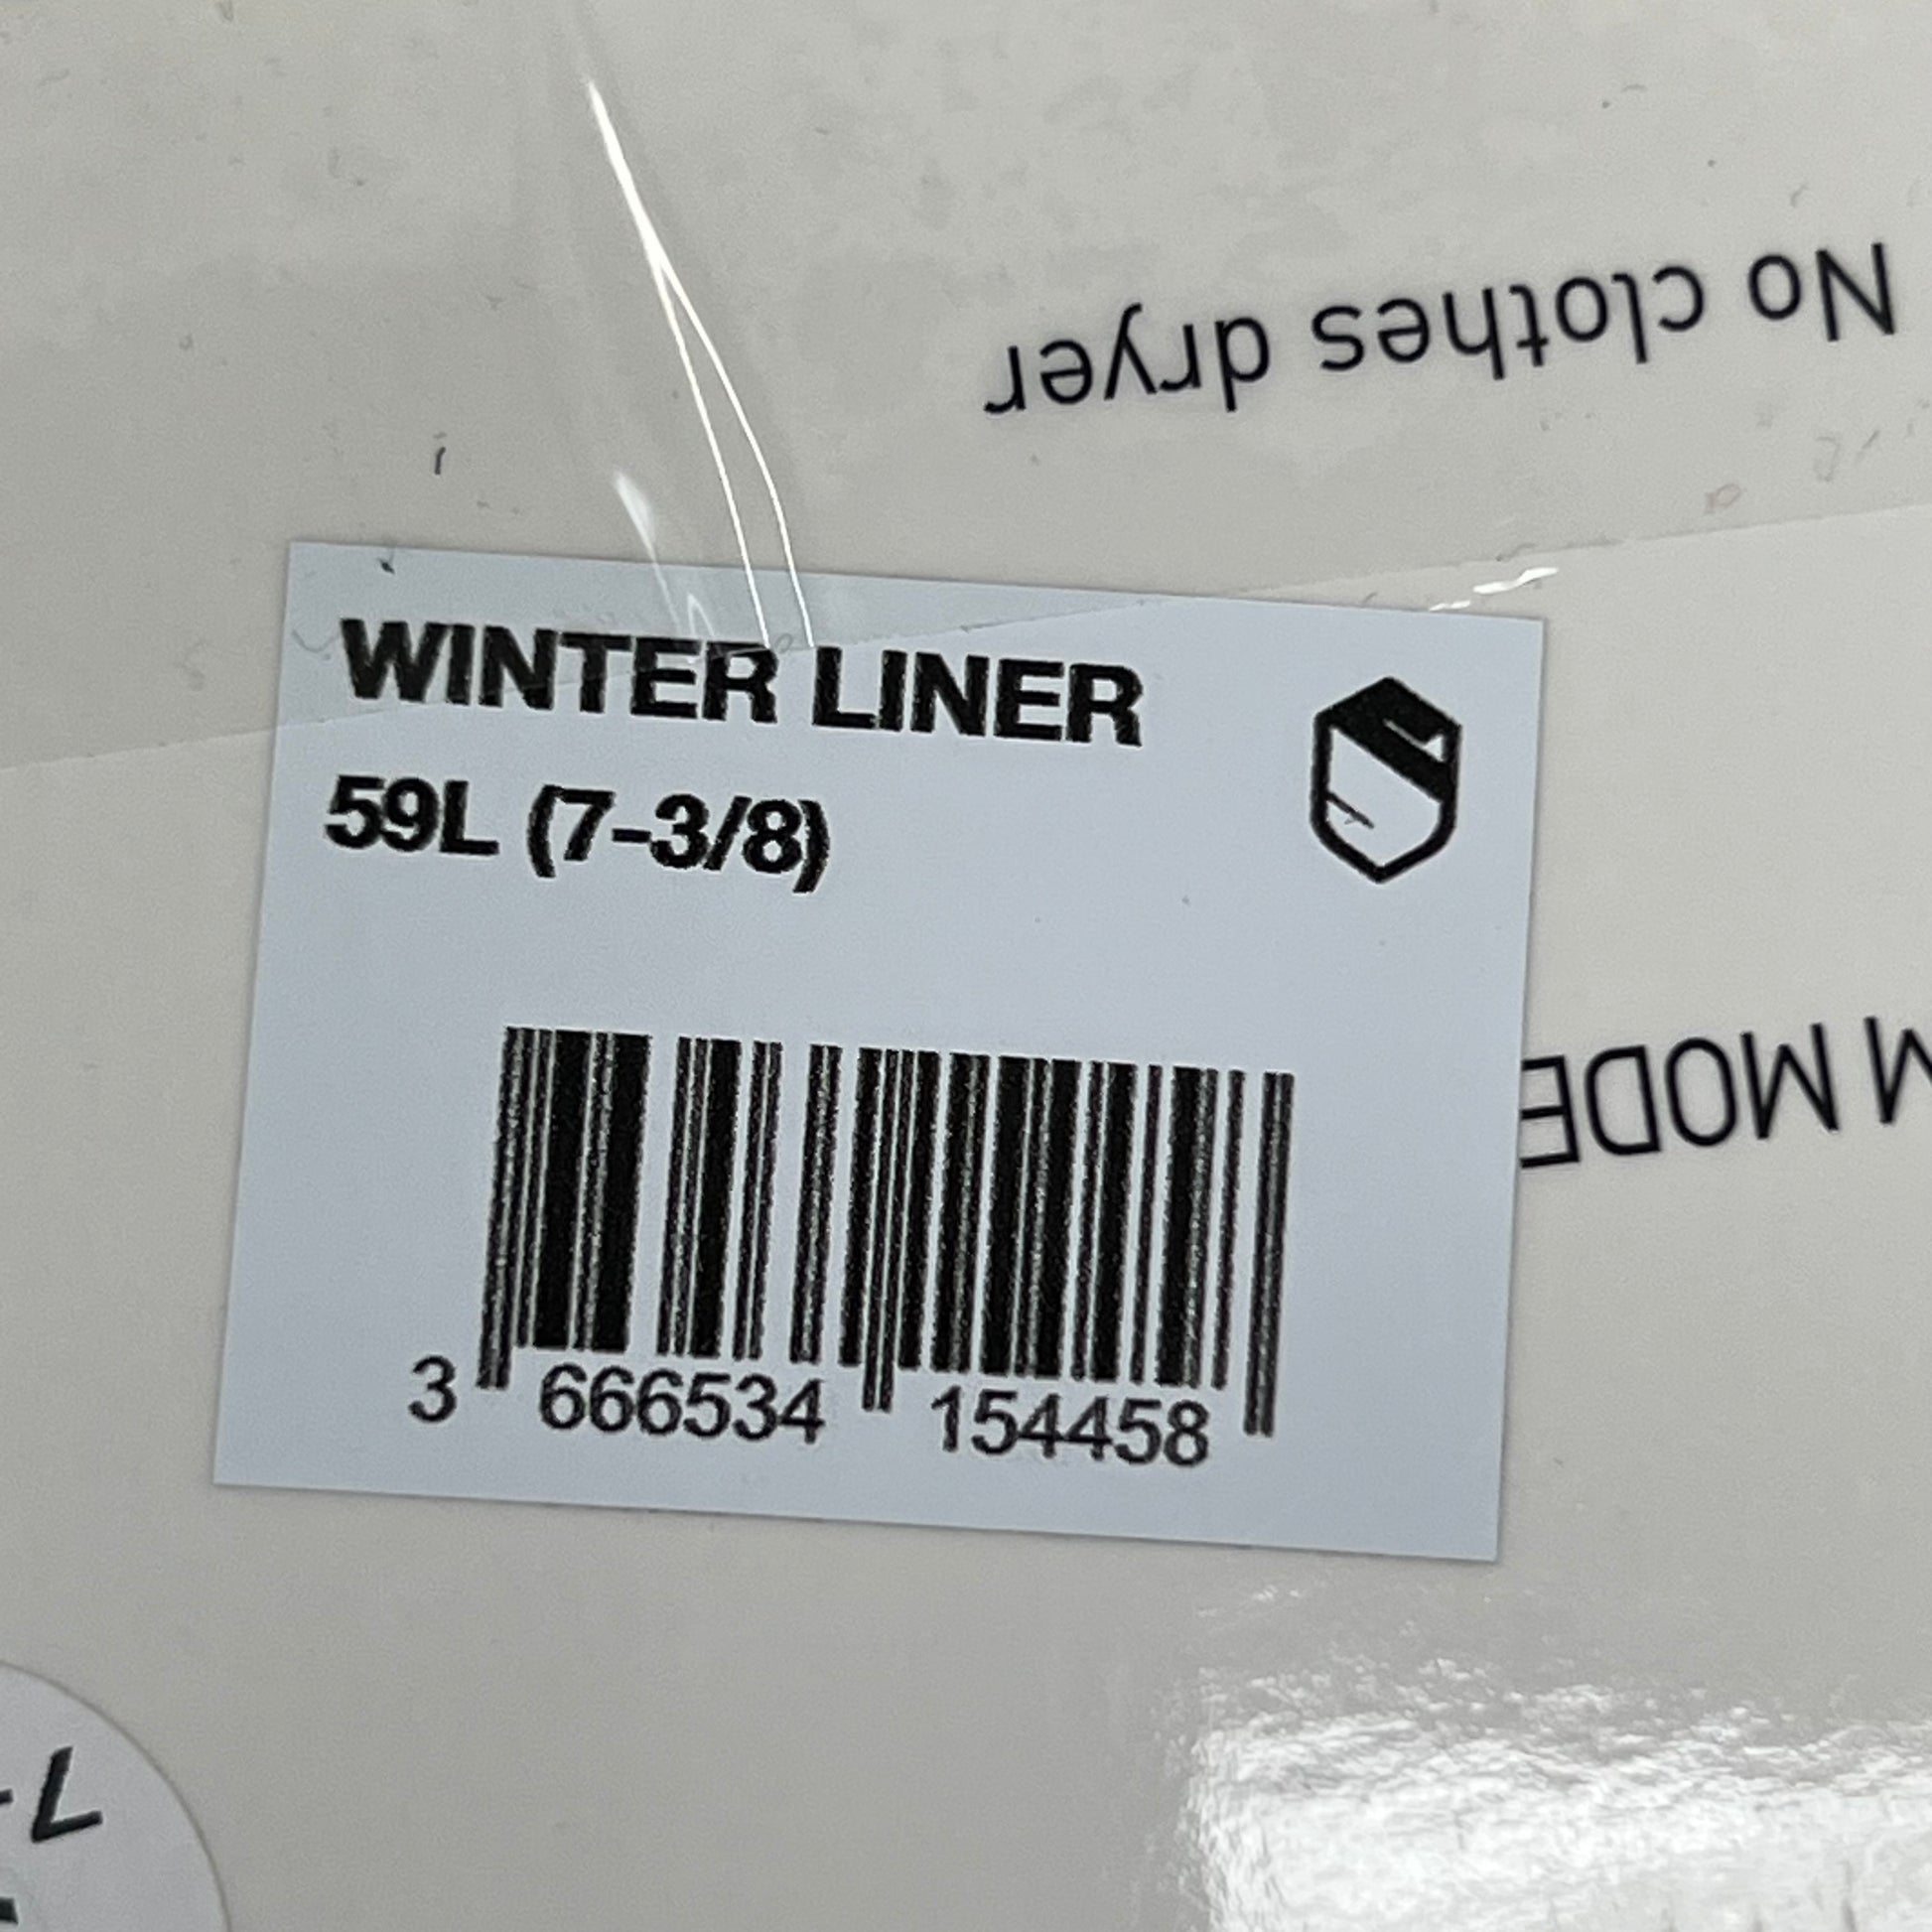 No clothes dryer
WINTER LINER
59L (7-3/8)
M MODE
3 666534 154458